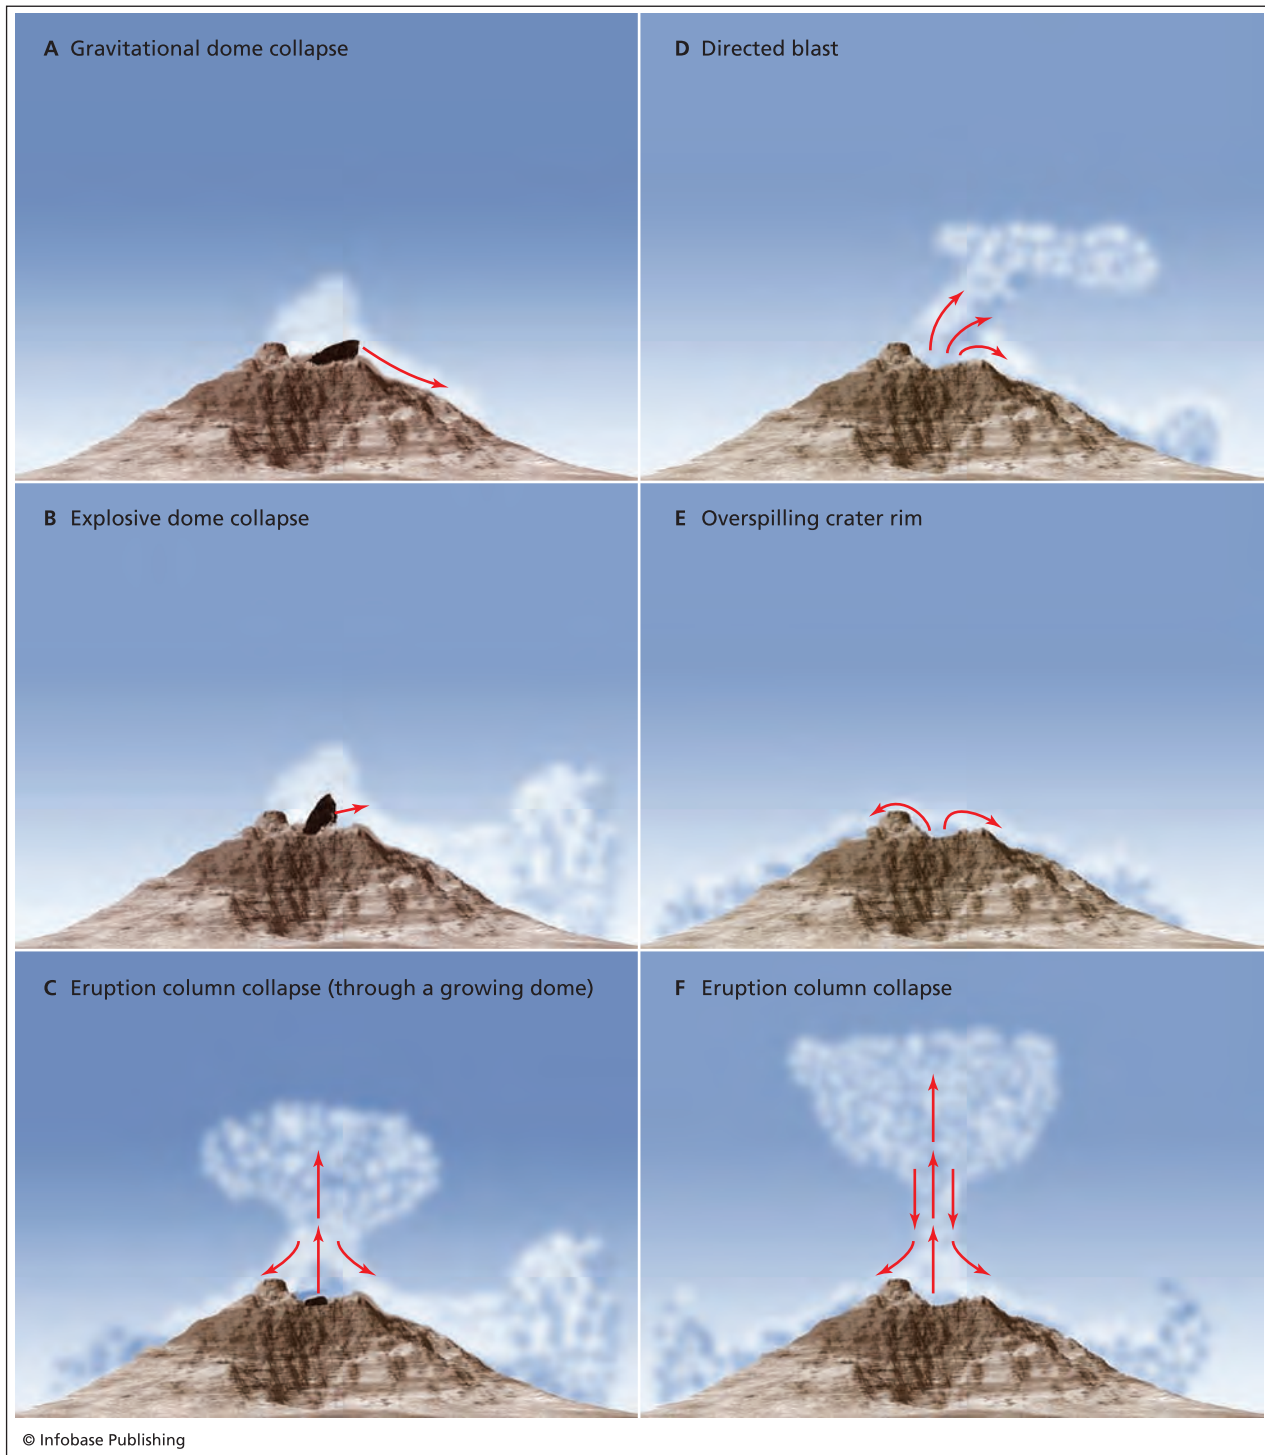 A Gravitational dome collapse
D Directed blast
B Explosive dome collapse
E Overspilling crater rim
C Eruption column collapse (through a growing dome)
F Eruption column collapse
© Infobase Publishing